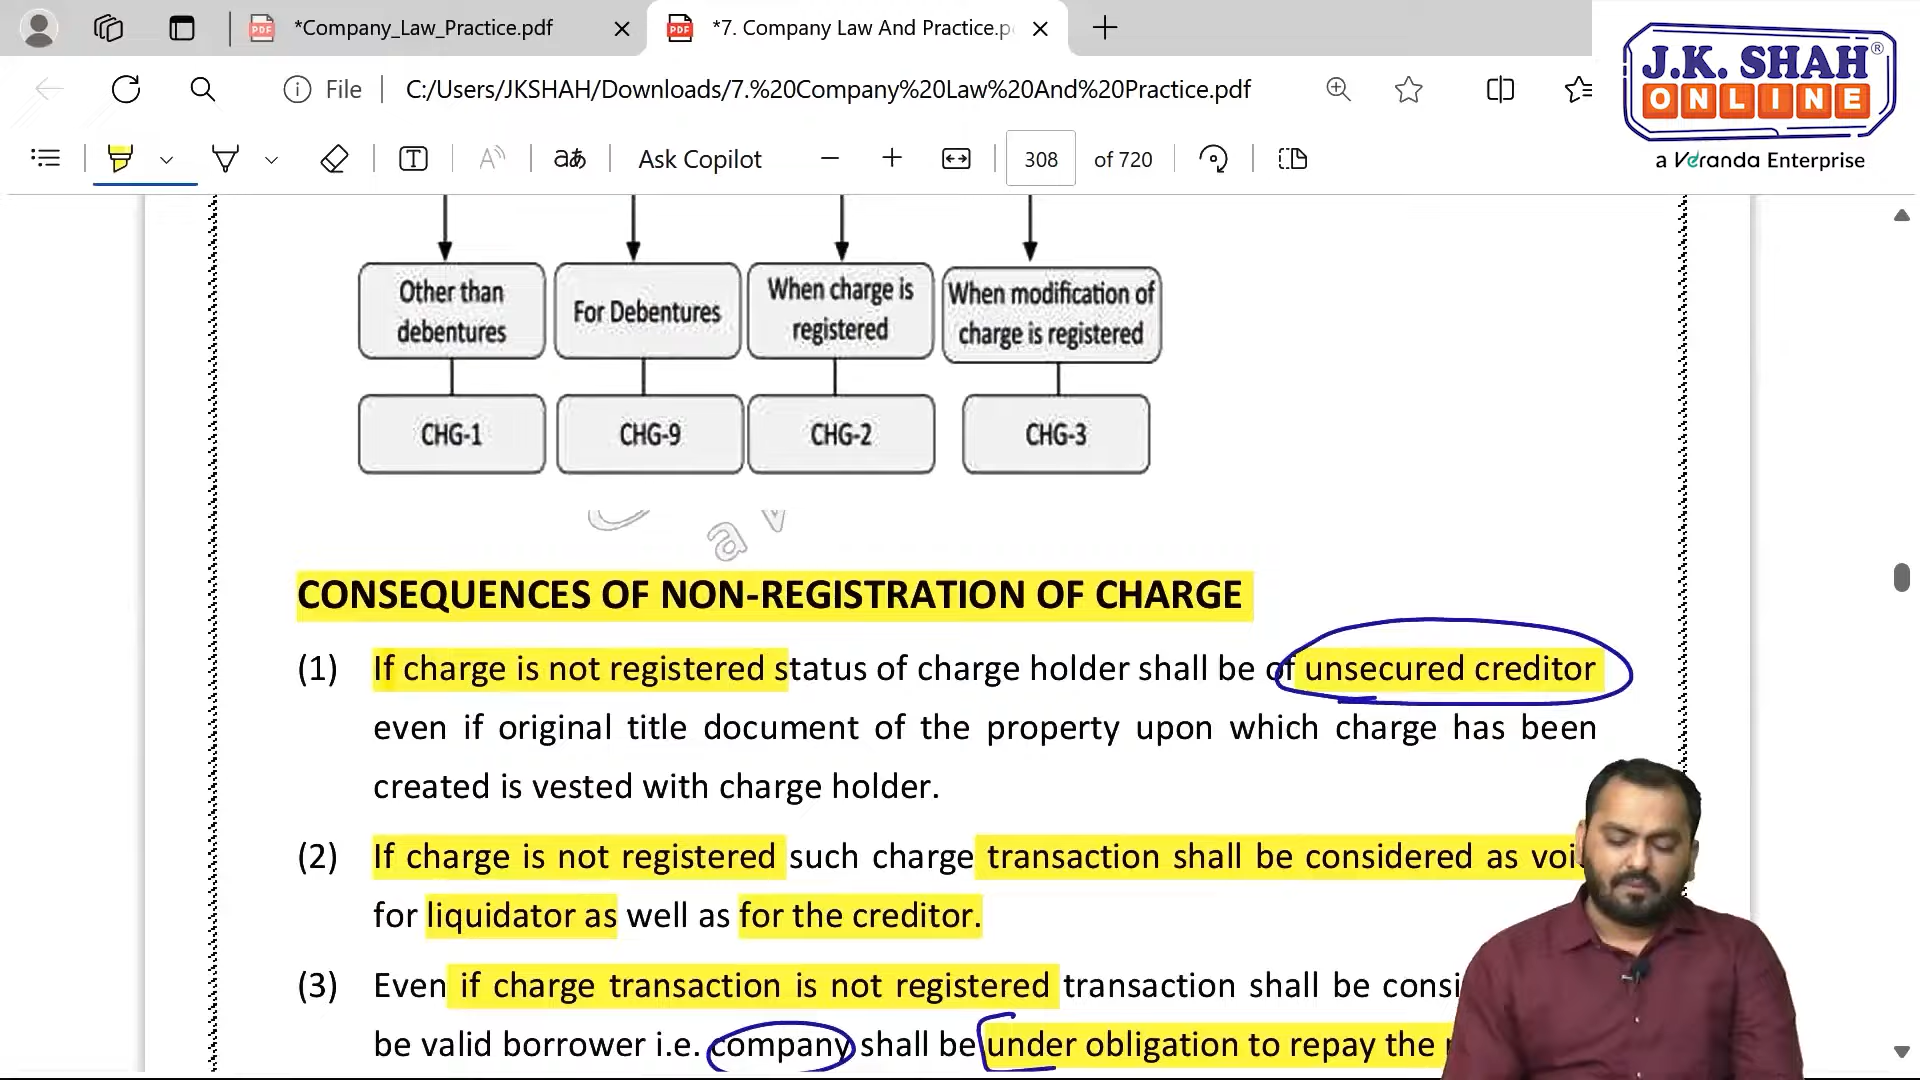 *Company_Law_Practice.pdf
*7. Company Law And Practice.p
J.K. SHAH®
ONLINE
a Veranda Enterprise
File
C:/Users/JKSHAH/Downloads/7.%20Company%20Law%20And%20Practice.pdf
Ask Copilot
308 of 720
Other than debentures
For Debentures
When charge is registered
When modification of charge is registered
CHG-1
CHG-9
CHG-2
CHG-3
CONSEQUENCES OF NON-REGISTRATION OF CHARGE
(1) If charge is not registered status of charge holder shall be of unsecured creditor
even if original title document of the property upon which charge has been
created is vested with charge holder.
(2) If charge is not registered such charge transaction shall be considered as voi
for liquidator as well as for the creditor.
(3) Even if charge transaction is not registered transaction shall be consi
be valid borrower i.e. company shall be under obligation to repay the